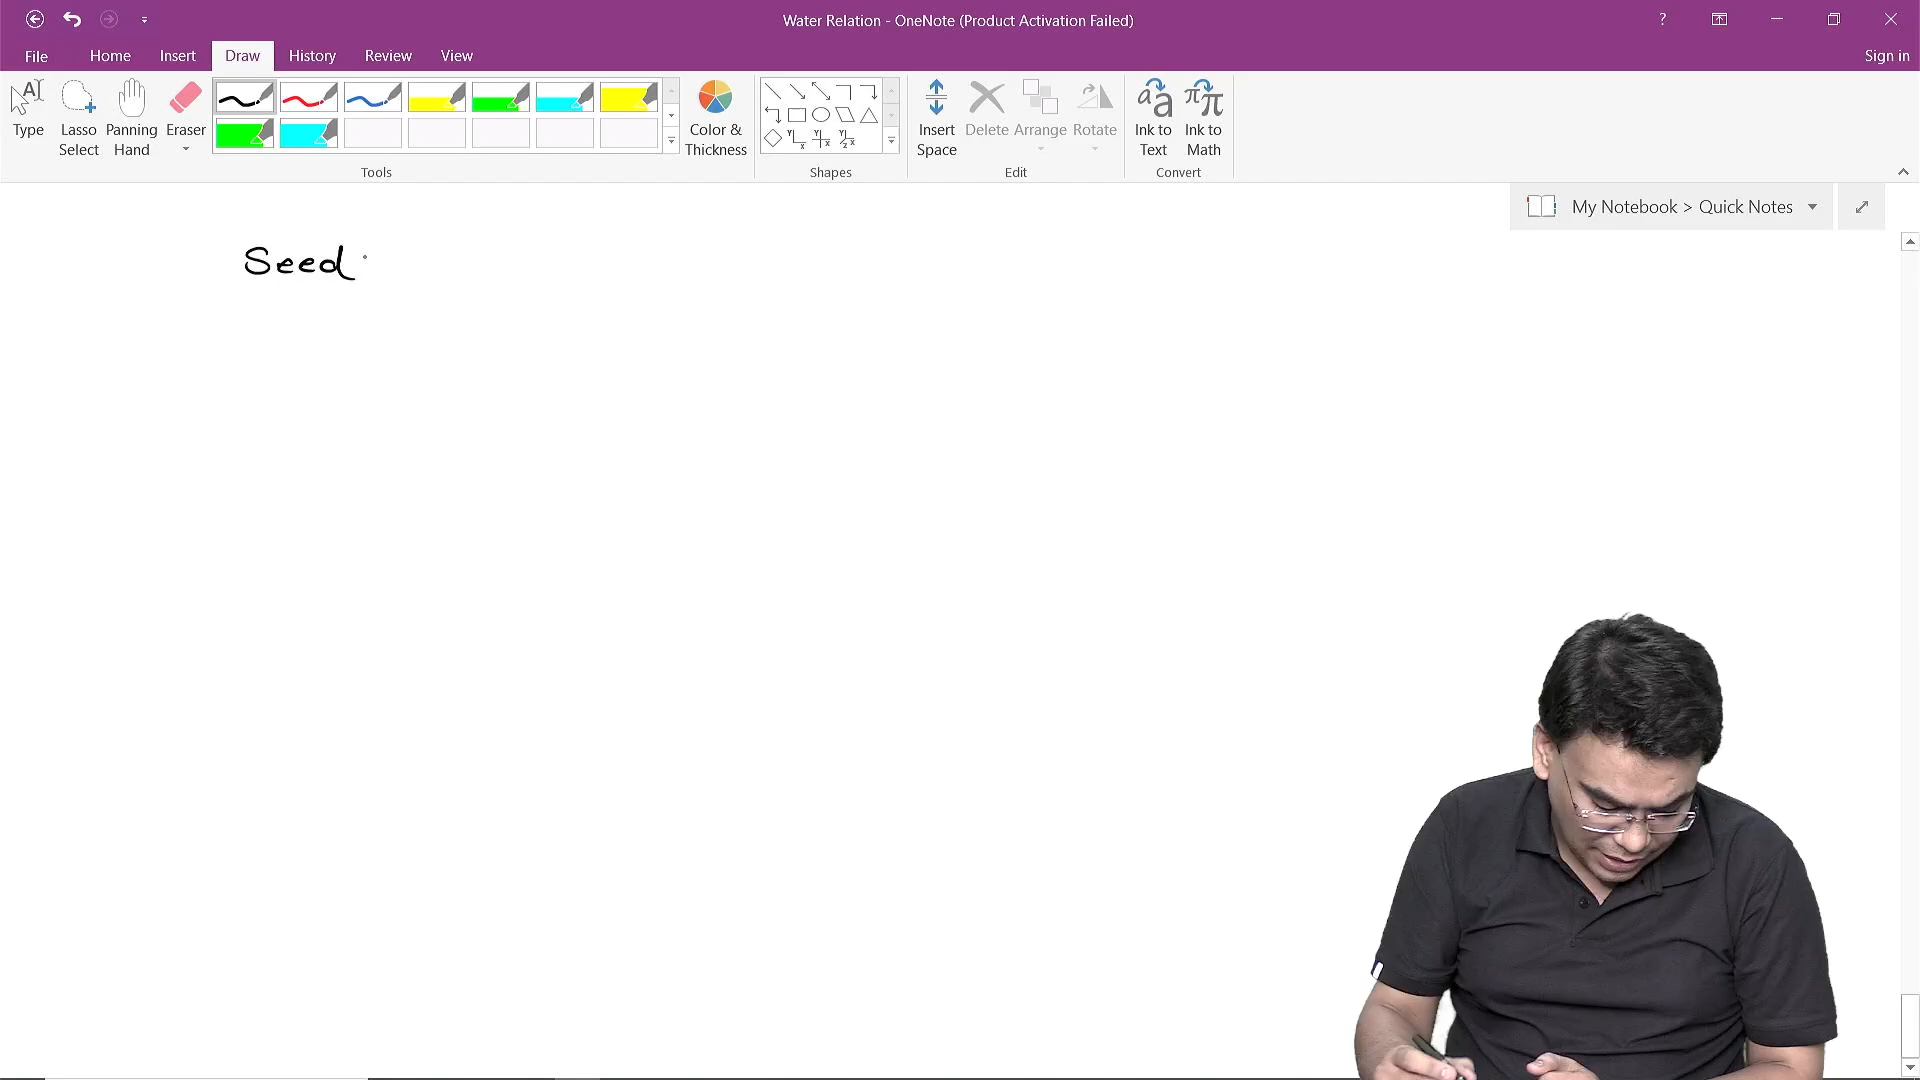 Water Relation - OneNote (Product Activation Failed)
?
File Home Insert Draw History Review View
Sign in
Type
Lasso Select
Panning Hand
Eraser
Color & Thickness
Insert Space
Delete
Arrange
Rotate
Ink to Text
Ink to Math
Tools
Shapes
Edit
Convert
My Notebook > Quick Notes
Seed